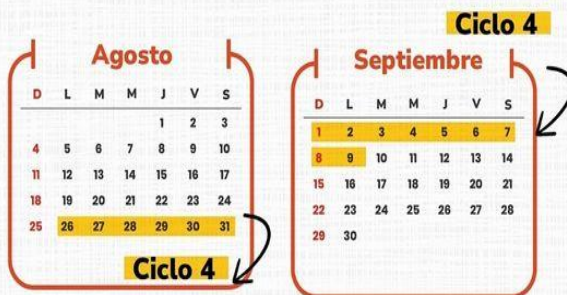 Ciclo 4
Agosto
D L M M J V S
1 2 3
4 5 6 7 8 9 10
11 12 13 14 15 16 17
18 19 20 21 22 23 24
25 26 27 28 29 30 31
Ciclo 4
Septiembre
D L M M J V S
1 2 3 4 5 6 7
8 9 10 11 12 13 14
15 16 17 18 19 20 21
22 23 24 25 26 27 28
29 30